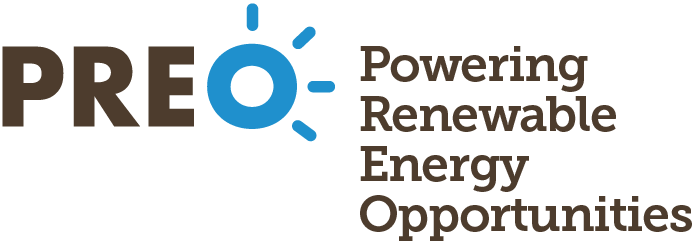 PREO
Powering
Renewable
Energy
Opportunities